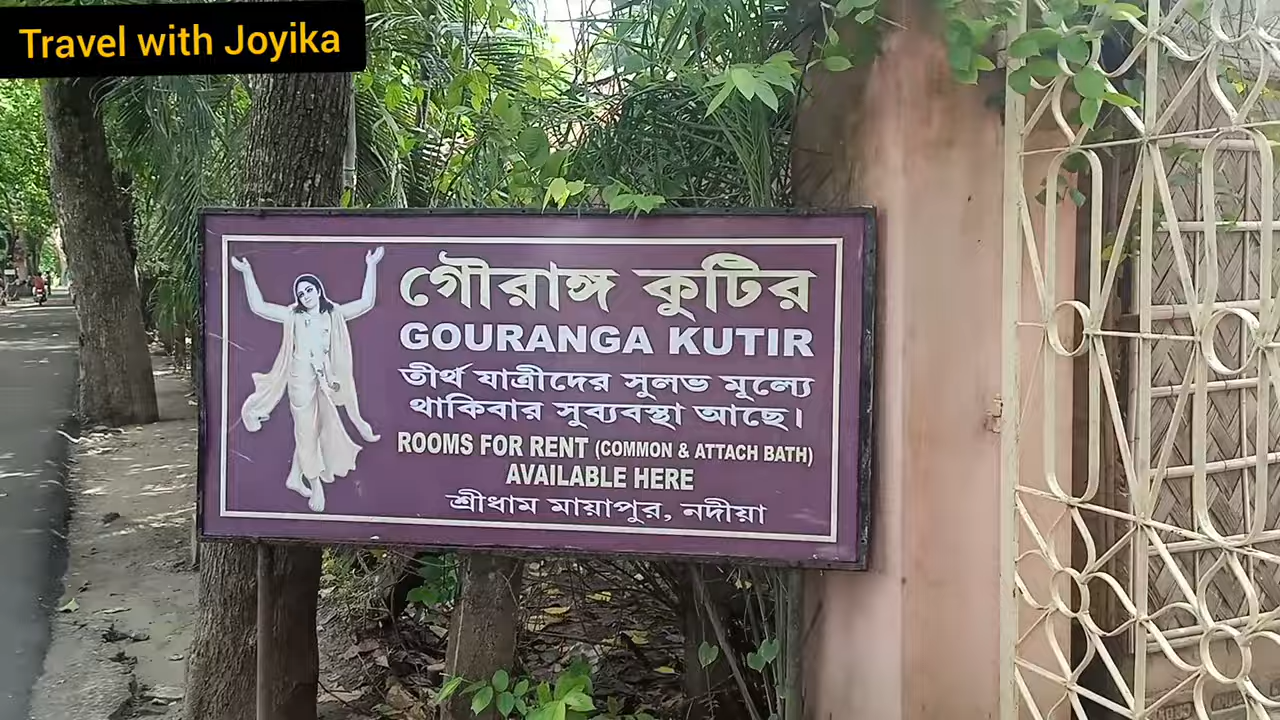 Travel with Joyika
গৌরাঙ্গ কুটির
GOURANGA KUTIR
তীর্থ যাত্রীদের সুলভ মূল্যে
থাকিবার সুব্যবস্থা আছে।
ROOMS FOR RENT (COMMON & ATTACH BATH)
AVAILABLE HERE
শ্রীধাম মায়াপুর, নদীয়া